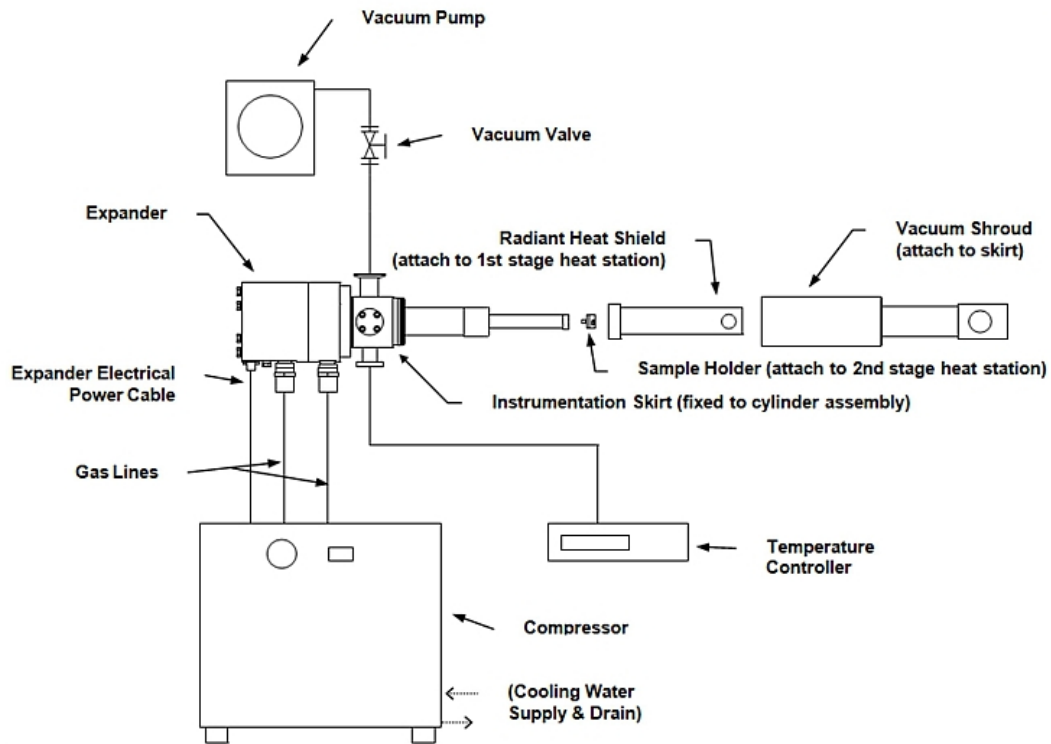 Vacuum Pump
Vacuum Valve
Expander
Radiant Heat Shield
(attach to 1st stage heat station)
Vacuum Shroud
(attach to skirt)
Expander Electrical
Power Cable
Sample Holder (attach to 2nd stage heat station)
Instrumentation Skirt (fixed to cylinder assembly)
Gas Lines
Temperature
Controller
Compressor
(Cooling Water
Supply & Drain)